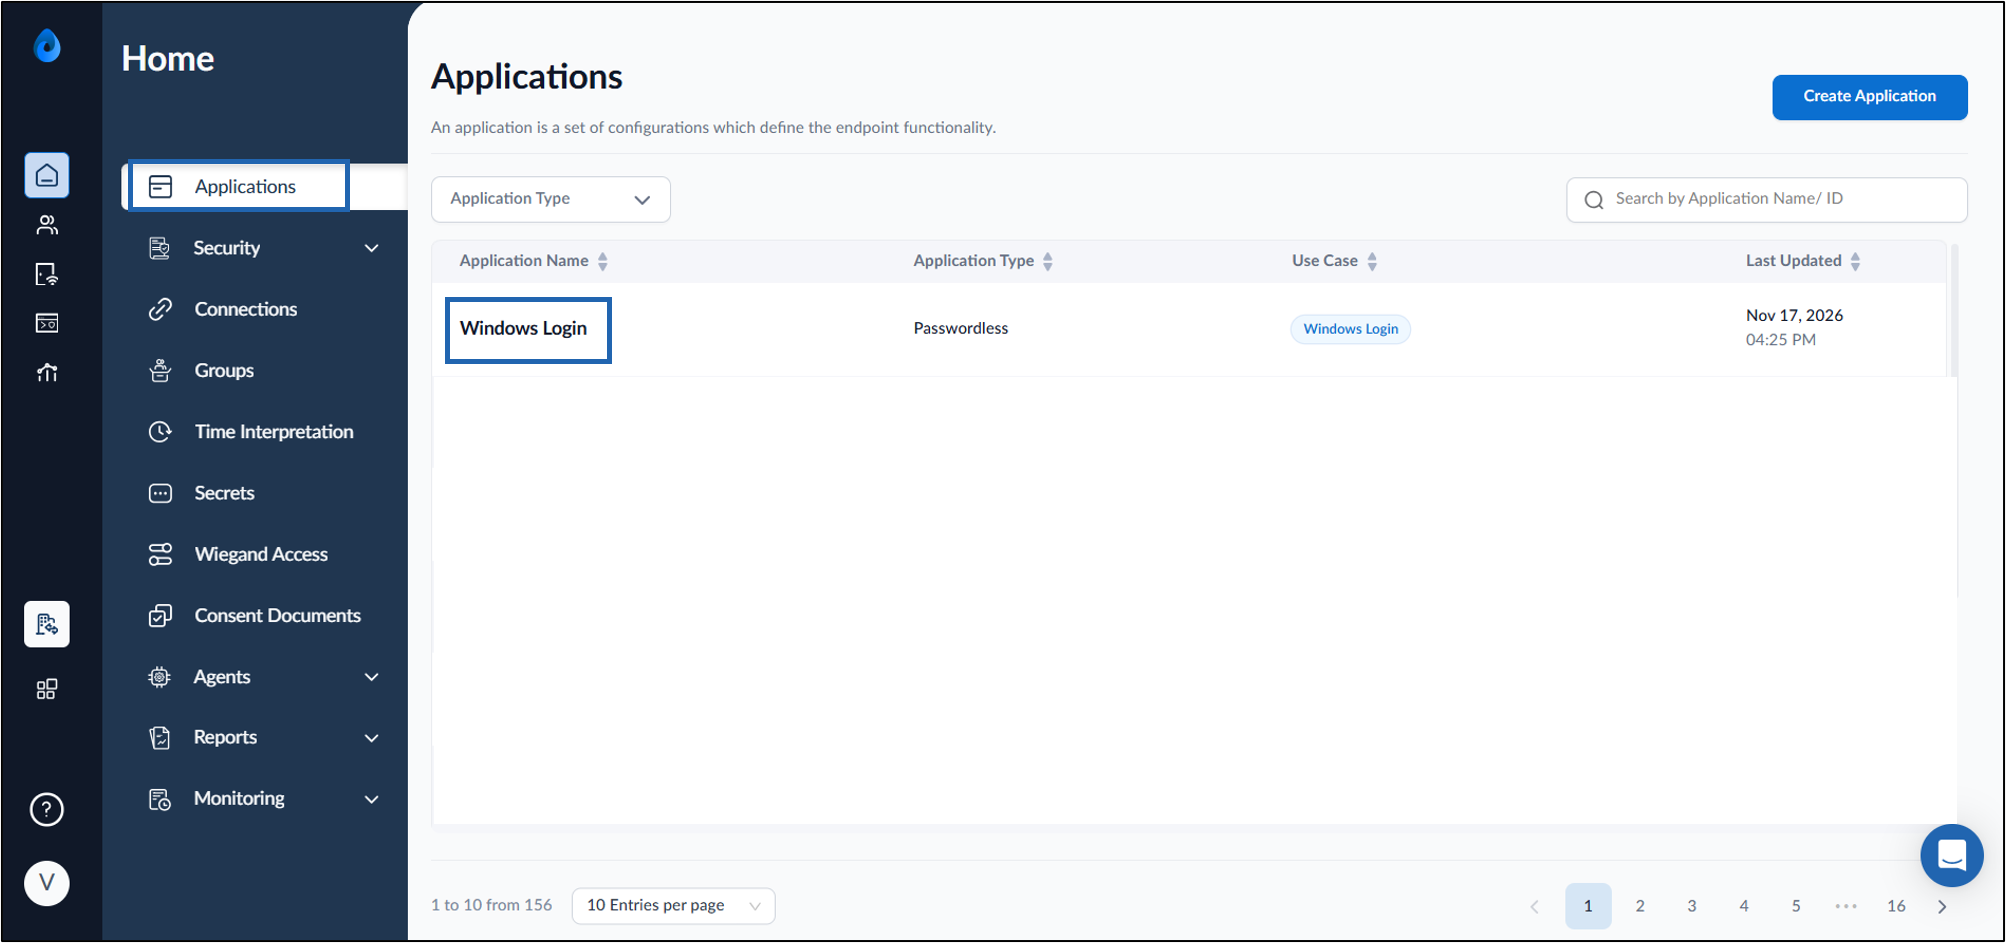 Home
Applications
Security
Connections
Groups
Time Interpretation
Secrets
Wiegand Access
Consent Documents
Agents
Reports
Monitoring
?
V
Applications
An application is a set of configurations which define the endpoint functionality.
Create Application
Application Type
Search by Application Name/ ID
Application Name Application Type Use Case Last Updated
Windows Login Passwordless Windows Login Nov 17, 2026
04:25 PM
1 to 10 from 156 10 Entries per page 1 2 3 4 5 ••• 16